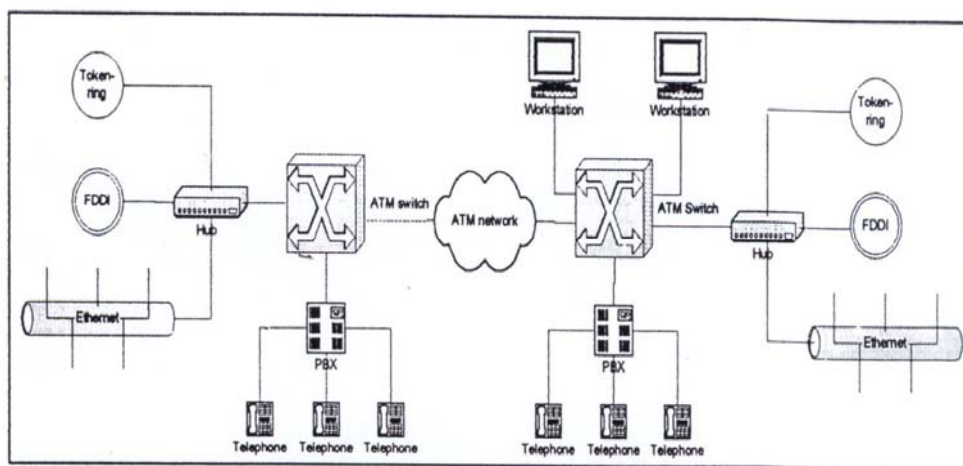 Token-
ring
FDDI
Hub
Ethernet
ATM switch
PBX
Telephone
Telephone
Telephone
ATM network
Workstation
Workstation
ATM Switch
PBX
Telephone
Telephone
Telephone
Token-
ring
FDDI
Hub
Ethernet